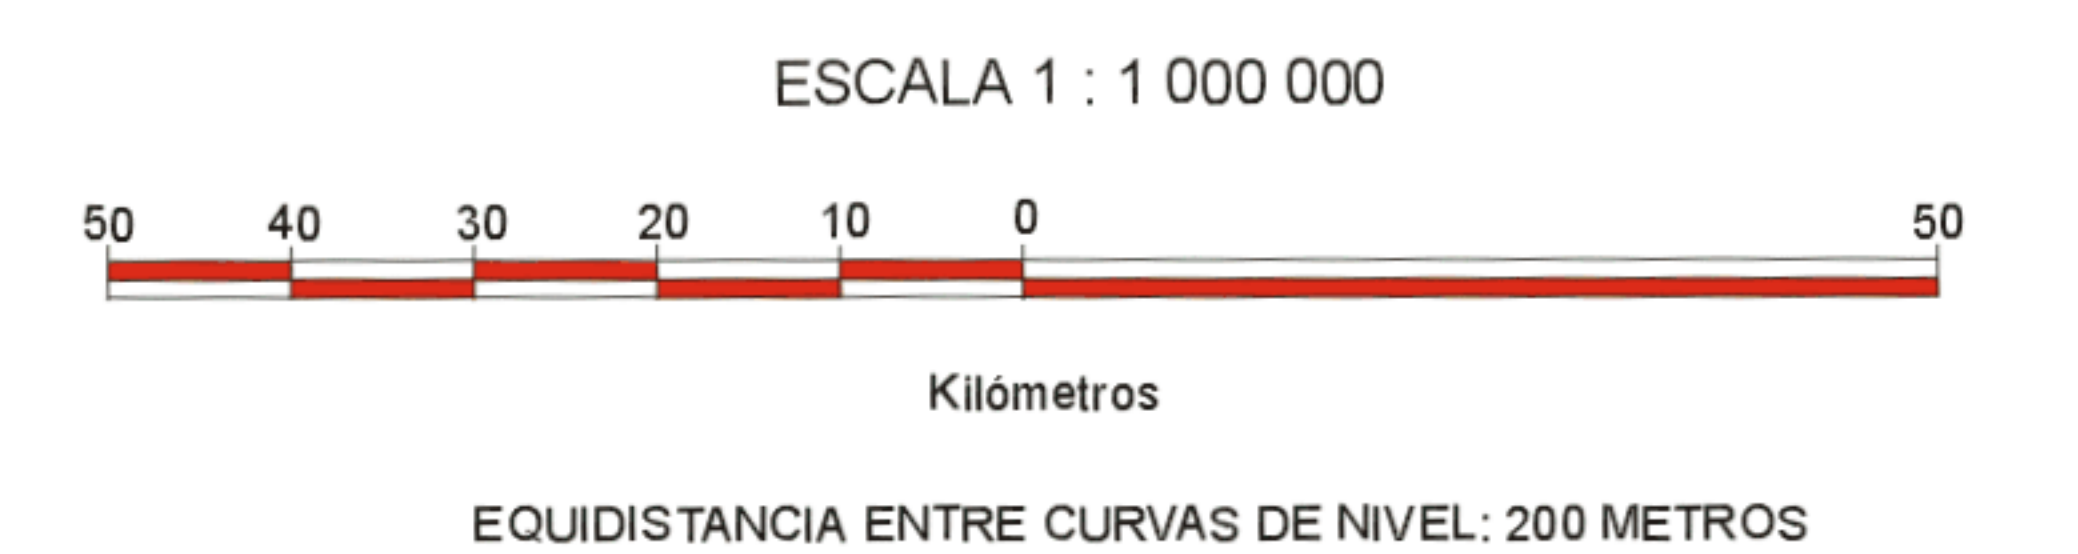 ESCALA 1 : 1 000 000
50 40 30 20 10 0 50
Kilómetros
EQUIDISTANCIA ENTRE CURVAS DE NIVEL: 200 METROS